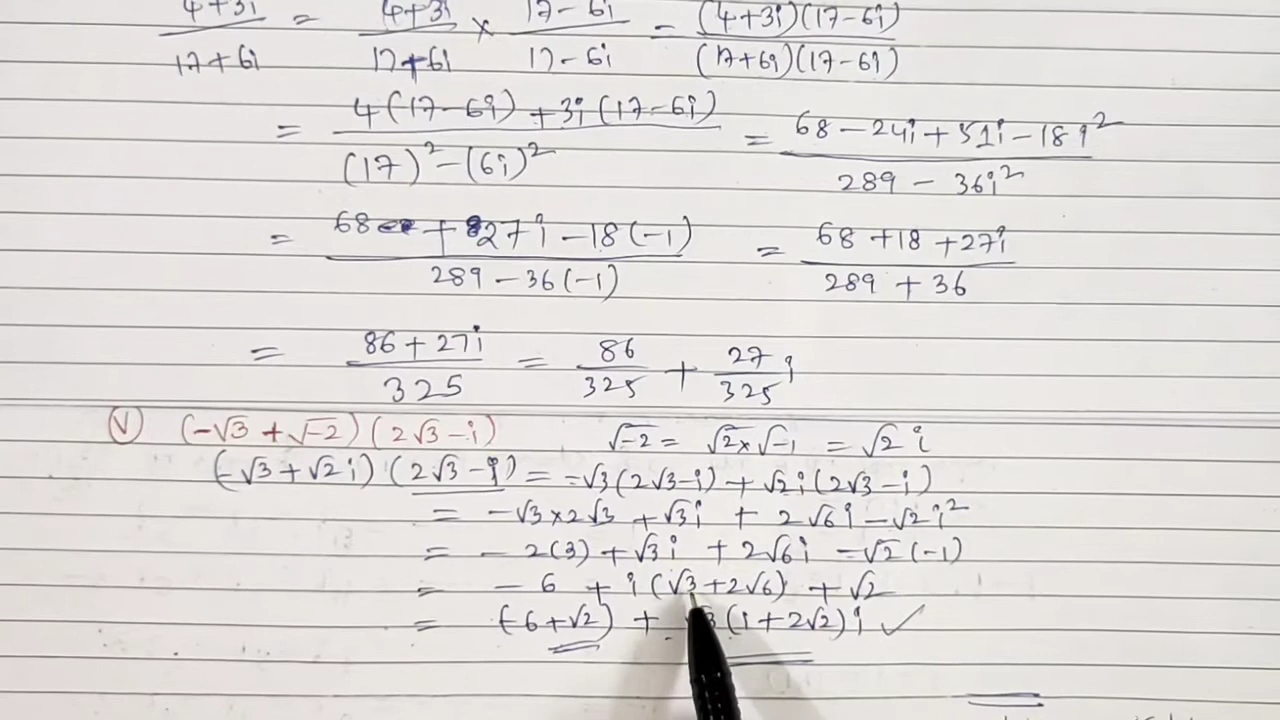 4+3i / 17+6i = 4+3i / 17+6i × 17-6i / 17-6i = (4+3i)(17-6i) / (17+6i)(17-6i)
= 4(17-6i) + 3i(17-6i) / (17)² - (6i)² = 68 - 24i + 51i - 18i² / 289 - 36i²
= 68 + 27i - 18(-1) / 289 - 36(-1) = 68 + 18 + 27i / 289 + 36
= 86 + 27i / 325 = 86/325 + 27/325 i
(V) (-√3 + √-2)(2√3 - i) √-2 = √2 × √-1 = √2 i
(-√3 + √2 i)(2√3 - i) = -√3(2√3 - i) + √2 i(2√3 - i)
= -√3×2√3 + √3i + 2√6i - √2i²
= -2(3) + √3i + 2√6i - √2(-1)
= -6 + i(√3 + 2√6) + √2
= (-6+√2) + √3(1+2√2)i ✓